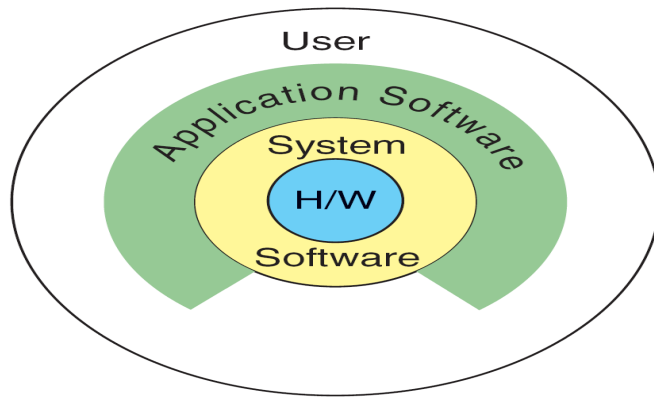 User
Application Software
System
H/W
Software